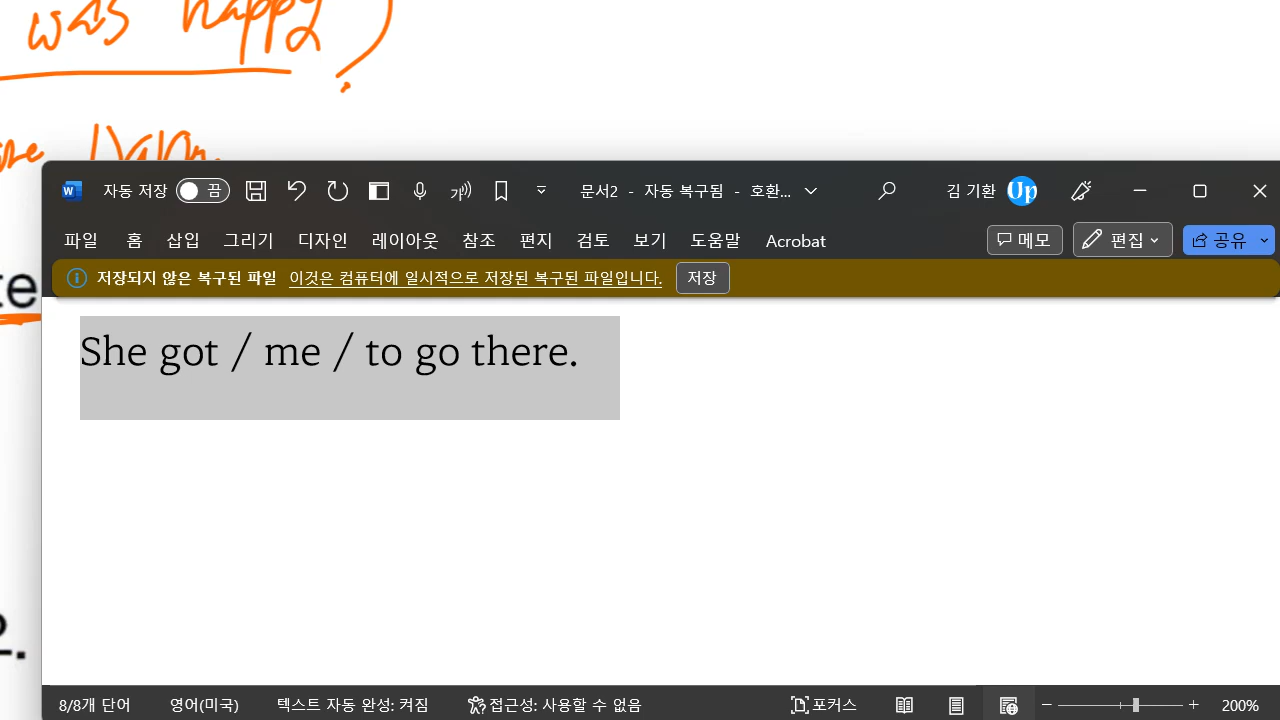 was happy?
자동 저장 끔 문서2 - 자동 복구됨 - 호환... 김 기환 Up
파일 홈 삽입 그리기 디자인 레이아웃 참조 편지 검토 보기 도움말 Acrobat 메모 편집 공유
저장되지 않은 복구된 파일 이것은 컴퓨터에 일시적으로 저장된 복구된 파일입니다. 저장
te
She got / me / to go there.
8/8개 단어 영어(미국) 텍스트 자동 완성: 켜짐 접근성: 사용할 수 없음 포커스 200%